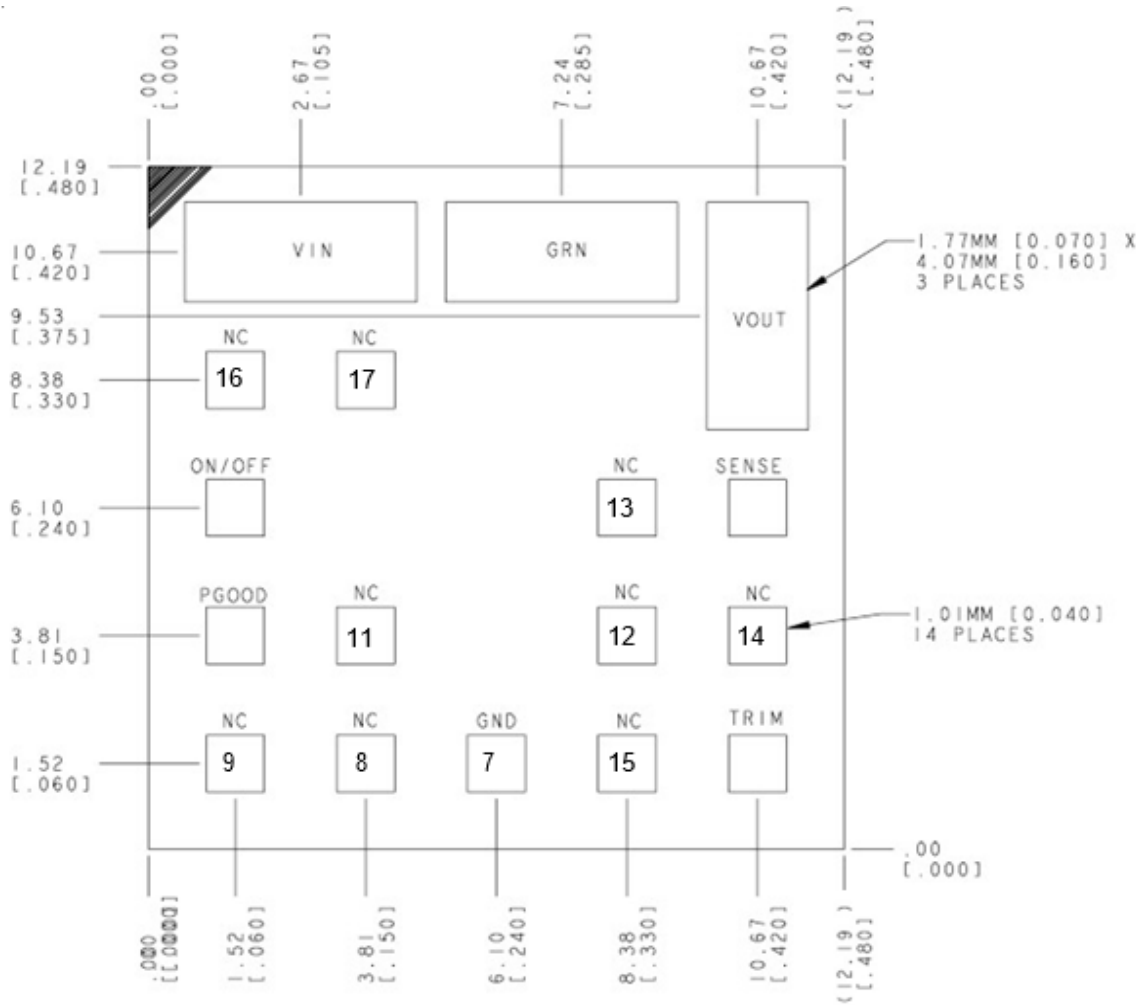 .00
[.0000]
2.67
[.105]
7.24
[.285]
10.67
[.420]
(12.19 )
[.480]
12.19
[.480]
VIN
GRN
10.67
[.420]
1.77MM [0.070] X
4.07MM [0.160]
3 PLACES
9.53
[.375]
VOUT
NC
NC
8.38
[.330]
16
17
ON/OFF
NC
SENSE
6.10
[.240]
13
PGOOD
NC
NC
NC
3.81
[.150]
11
12
14
1.01MM [0.040]
14 PLACES
NC
NC
GND
NC
TRIM
1.52
[.060]
9
8
7
15
.00
[.000]
1.52
[.060]
3.81
[.150]
6.10
[.240]
8.38
[.330]
10.67
[.420]
(12.19 )
[.480]